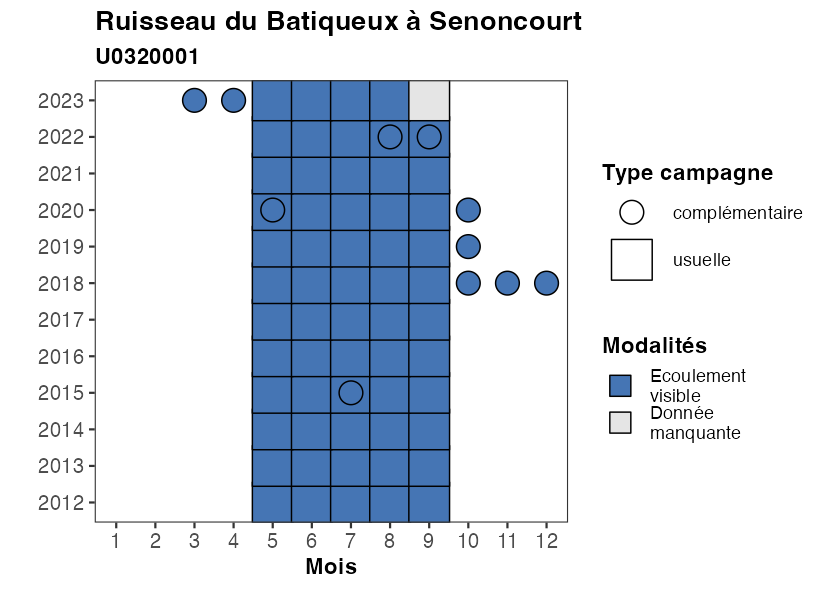 Ruisseau du Batiqueux à Senoncourt
U0320001
2023
2022
2021
2020
2019
2018
2017
2016
2015
2014
2013
2012
1 2 3 4 5 6 7 8 9 10 11 12
Mois
Type campagne
complémentaire
usuelle
Modalités
Ecoulement
visible
Donnée
manquante